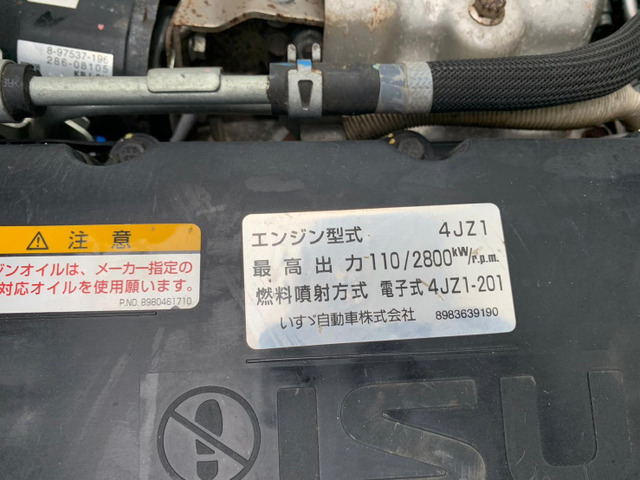 8-97537-196
286-08105
注意
ジンオイルは、メーカー指定の
対応オイルを使用願います。
P.NO. 8980461710
エンジン型式 4JZ1
最高出力 110/2800kW/r.p.m.
燃料噴射方式 電子式 4JZ1-201
いすゞ自動車株式会社 8983639190
ISU